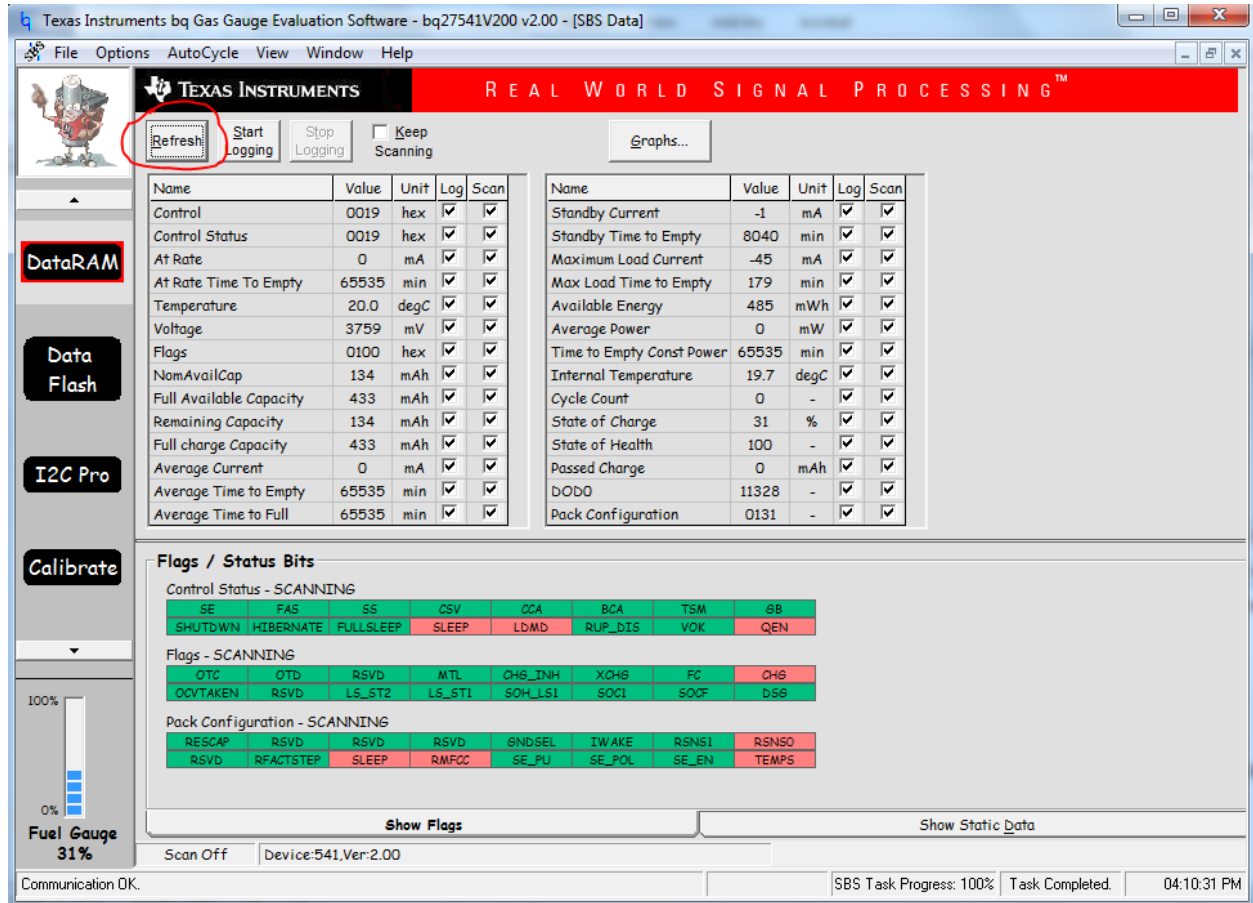 Texas Instruments bq Gas Gauge Evaluation Software - bq27541V200 v2.00 - [SBS Data]
File Options AutoCycle View Window Help
TEXAS INSTRUMENTS REAL WORLD SIGNAL PROCESSING™
Refresh Start Logging Stop Logging Keep Scanning Graphs...
DataRAM
Data Flash
I2C Pro
Calibrate
100%
0%
Fuel Gauge
31%
Name Value Unit Log Scan
Control 0019 hex
Control Status 0019 hex
At Rate 0 mA
At Rate Time To Empty 65535 min
Temperature 20.0 degC
Voltage 3759 mV
Flags 0100 hex
NomAvailCap 134 mAh
Full Available Capacity 433 mAh
Remaining Capacity 134 mAh
Full charge Capacity 433 mAh
Average Current 0 mA
Average Time to Empty 65535 min
Average Time to Full 65535 min
Name Value Unit Log Scan
Standby Current -1 mA
Standby Time to Empty 8040 min
Maximum Load Current -45 mA
Max Load Time to Empty 179 min
Available Energy 485 mWh
Average Power 0 mW
Time to Empty Const Power 65535 min
Internal Temperature 19.7 degC
Cycle Count 0 -
State of Charge 31 %
State of Health 100 -
Passed Charge 0 mAh
DOD0 11328 -
Pack Configuration 0131 -
Flags / Status Bits
Control Status - SCANNING
SE FAS SS CSV CCA BCA TSM GB
SHUTDWN HIBERNATE FULLSLEEP SLEEP LDMD RUP_DIS VOK QEN
Flags - SCANNING
OTC OTD RSVD MTL CHG_INH XCHG FC CHG
OCVTAKEN RSVD LS_ST2 LS_ST1 SOH_LS1 SOC1 SOCF DSG
Pack Configuration - SCANNING
RESCAP RSVD RSVD RSVD GNDSEL IWAKE RSNS1 RSNS0
RSVD RFACTSTEP SLEEP RMFCC SE_PU SE_POL SE_EN TEMPS
Show Flags Show Static Data
Scan Off Device:541,Ver:2.00
Communication OK. SBS Task Progress: 100% Task Completed. 04:10:31 PM